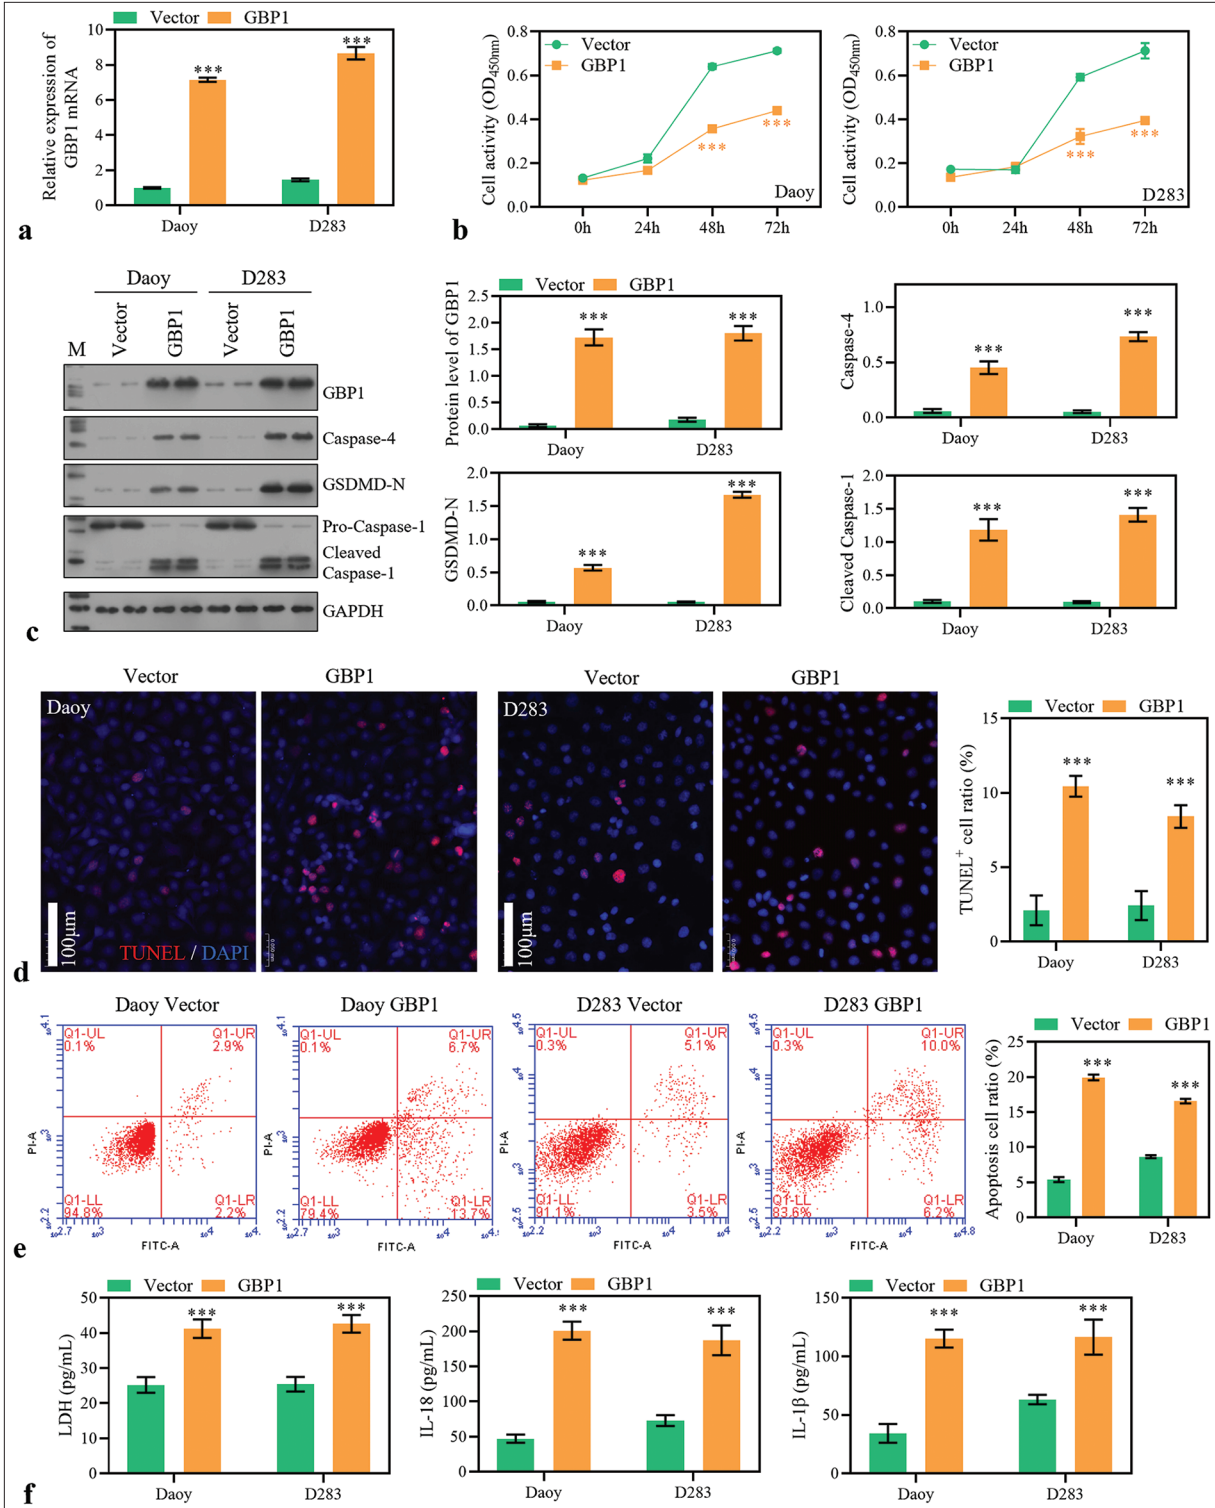 Vector GBP1
Relative expression of
GBP1 mRNA
10
8
6
4
2
0
***
***
Daoy
D283
a
Cell activity (OD450nm)
0.8
0.6
0.4
0.2
0.0
Vector
GBP1
***
***
Daoy
0h 24h 48h 72h
Cell activity (OD450nm)
0.8
0.6
0.4
0.2
0.0
Vector
GBP1
***
***
D283
0h 24h 48h 72h
b
Daoy D283
M Vector GBP1 Vector GBP1
GBP1
Caspase-4
GSDMD-N
Pro-Caspase-1
Cleaved
Caspase-1
GAPDH
c
Vector GBP1
Protein level of GBP1
2.5
2.0
1.5
1.0
0.5
0.0
***
***
Daoy D283
Caspase-4
1.0
0.5
0.0
***
***
Daoy D283
GSDMD-N
2.0
1.5
1.0
0.5
0.0
***
***
Daoy D283
Cleaved Caspase-1
2.0
1.5
1.0
0.5
0.0
***
***
Daoy D283
Vector GBP1 Vector GBP1
Daoy
D283
100μm
TUNEL / DAPI
100μm
d
Vector GBP1
TUNEL+ cell ratio (%)
15
10
5
0
***
***
Daoy D283
Daoy Vector
Q1-UL
0.1%
Q1-UR
2.9%
Q1-LL
94.8%
Q1-LR
2.2%
PI-A
FITC-A
Daoy GBP1
Q1-UL
0.1%
Q1-UR
6.7%
Q1-LL
79.4%
Q1-LR
13.7%
PI-A
FITC-A
D283 Vector
Q1-UL
0.3%
Q1-UR
5.1%
Q1-LL
91.1%
Q1-LR
3.5%
PI-A
FITC-A
D283 GBP1
Q1-UL
0.3%
Q1-UR
10.0%
Q1-LL
83.6%
Q1-LR
6.2%
PI-A
FITC-A
e
Vector GBP1
Apoptosis cell ratio (%)
25
20
15
10
5
0
***
***
Daoy D283
Vector GBP1
LDH (pg/mL)
50
40
30
20
10
0
***
***
Daoy D283
Vector GBP1
IL-18 (pg/mL)
250
200
150
100
50
0
***
***
Daoy D283
Vector GBP1
IL-1β (pg/mL)
150
100
50
0
***
***
Daoy D283
f